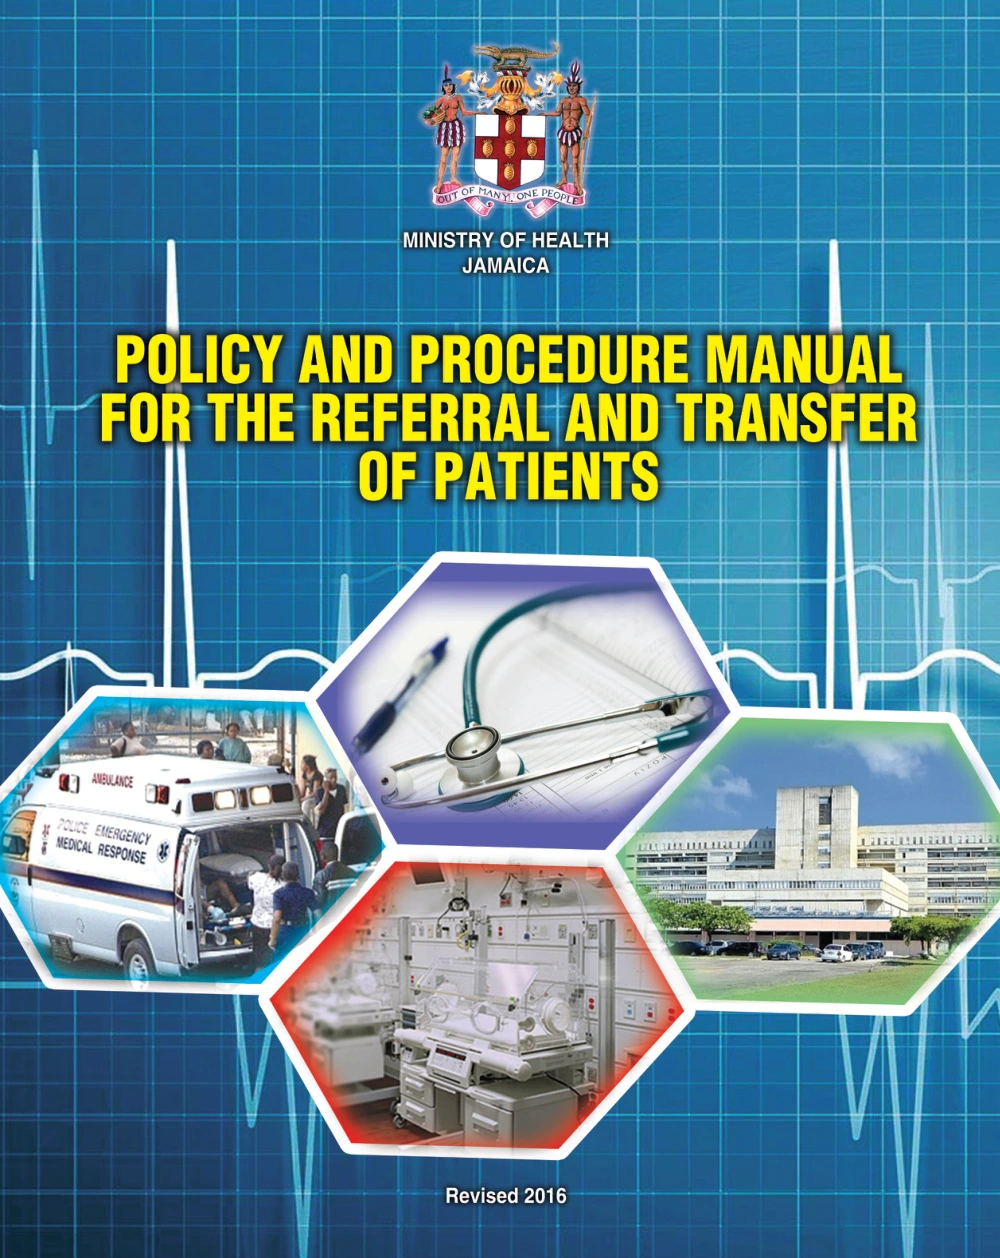 OUT OF MANY, ONE PEOPLE
MINISTRY OF HEALTH
JAMAICA
POLICY AND PROCEDURE MANUAL
FOR THE REFERRAL AND TRANSFER
OF PATIENTS
AMBULANCE
POLICE EMERGENCY
MEDICAL RESPONSE
Revised 2016